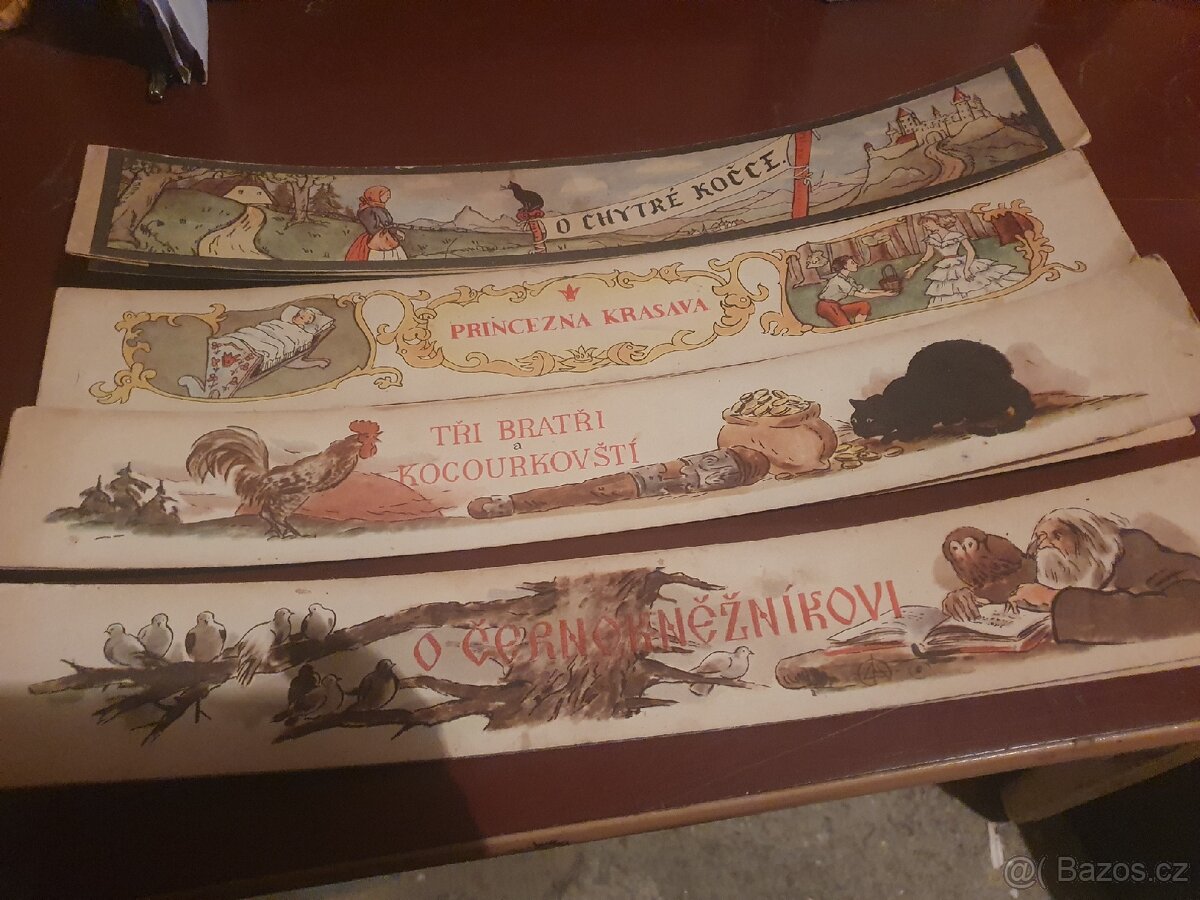 O CHYTRÉ KOČCE.
PRINCEZNA KRASAVA
TŘI BRATŘI
a
KOCOURKOVŠTÍ
O ČERNOKNĚŽNÍKOVI
@( Bazos.cz